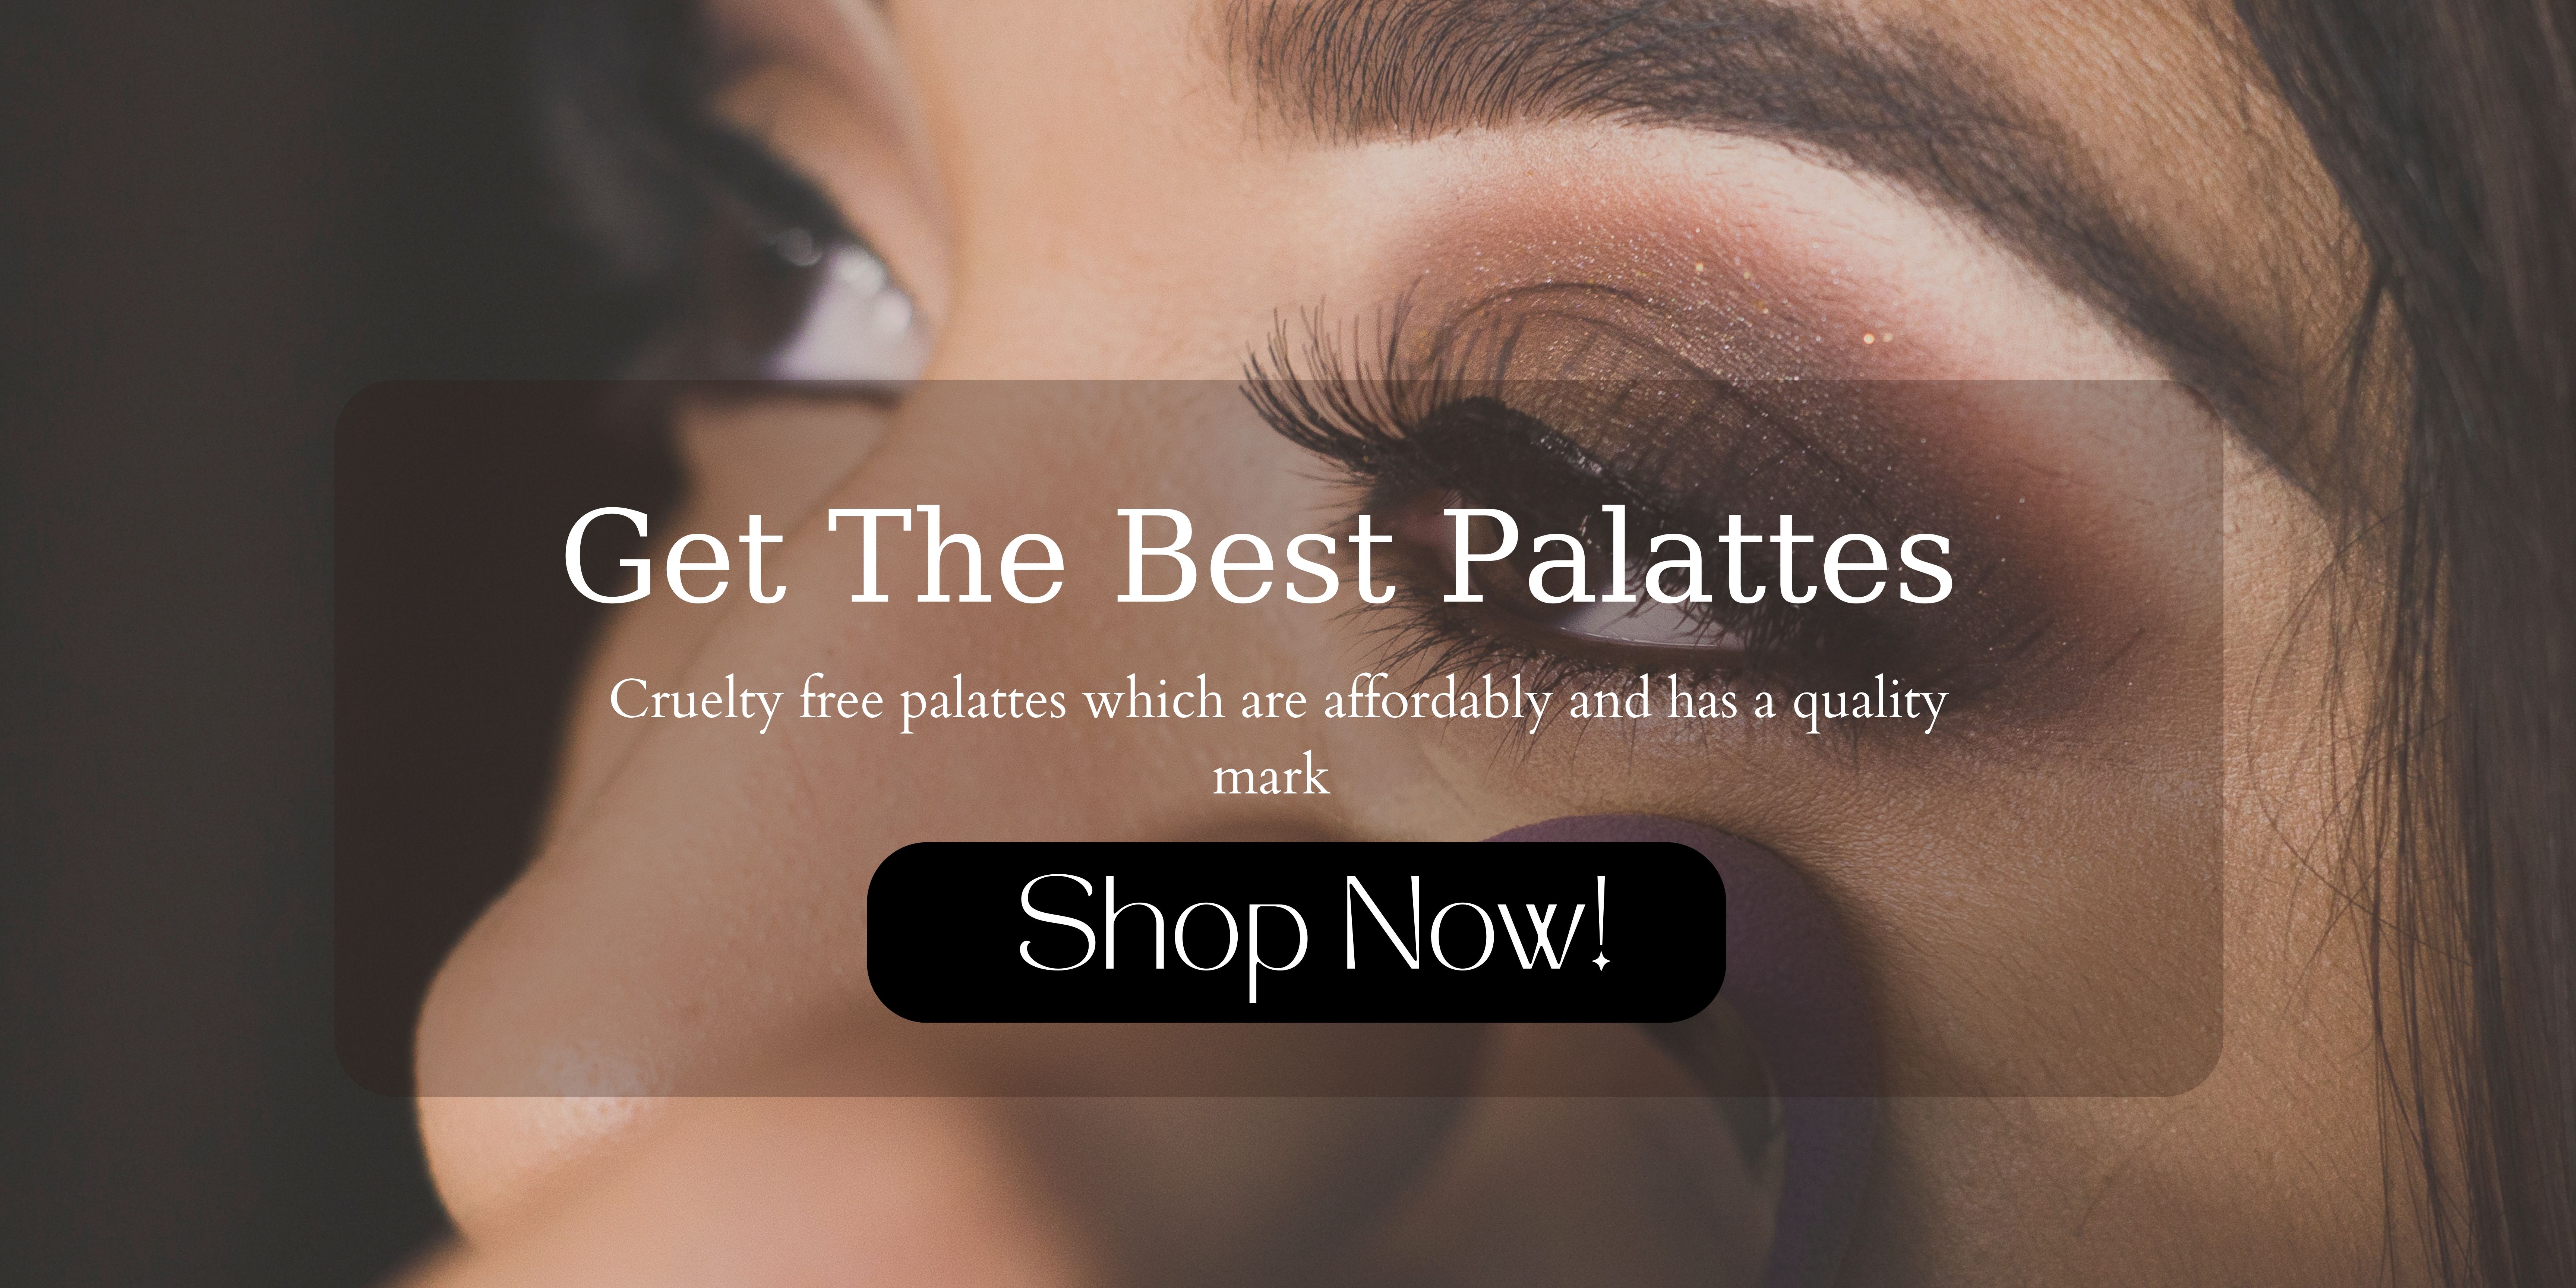 Get The Best Palattes
Cruelty free palattes which are affordably and has a quality
mark
Shop Now!